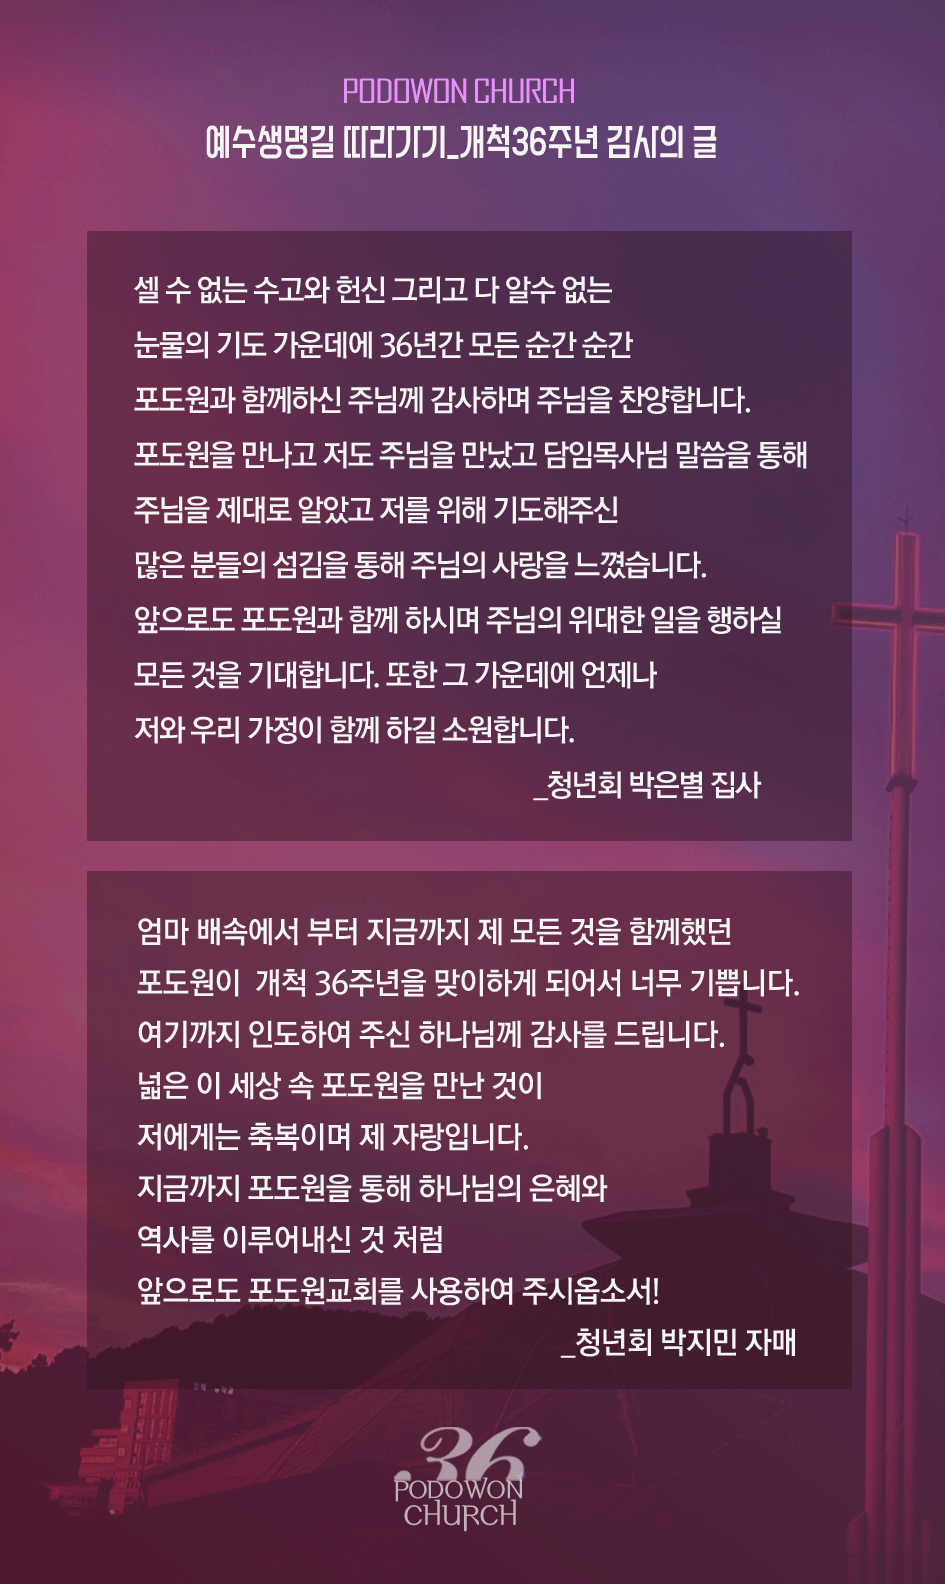 PODOWON CHURCH
예수생명길 따라가기_개척36주년 감사의 글
셀 수 없는 수고와 헌신 그리고 다 알수 없는
눈물의 기도 가운데에 36년간 모든 순간 순간
포도원과 함께하신 주님께 감사하며 주님을 찬양합니다.
포도원을 만나고 저도 주님을 만났고 담임목사님 말씀을 통해
주님을 제대로 알았고 저를 위해 기도해주신
많은 분들의 섬김을 통해 주님의 사랑을 느꼈습니다.
앞으로도 포도원과 함께 하시며 주님의 위대한 일을 행하실
모든 것을 기대합니다. 또한 그 가운데에 언제나
저와 우리 가정이 함께 하길 소원합니다.
_청년회 박은별 집사
엄마 배속에서 부터 지금까지 제 모든 것을 함께했던
포도원이 개척 36주년을 맞이하게 되어서 너무 기쁩니다.
여기까지 인도하여 주신 하나님께 감사를 드립니다.
넓은 이 세상 속 포도원을 만난 것이
저에게는 축복이며 제 자랑입니다.
지금까지 포도원을 통해 하나님의 은혜와
역사를 이루어내신 것 처럼
앞으로도 포도원교회를 사용하여 주시옵소서!
_청년회 박지민 자매
36
PODOWON
CHURCH